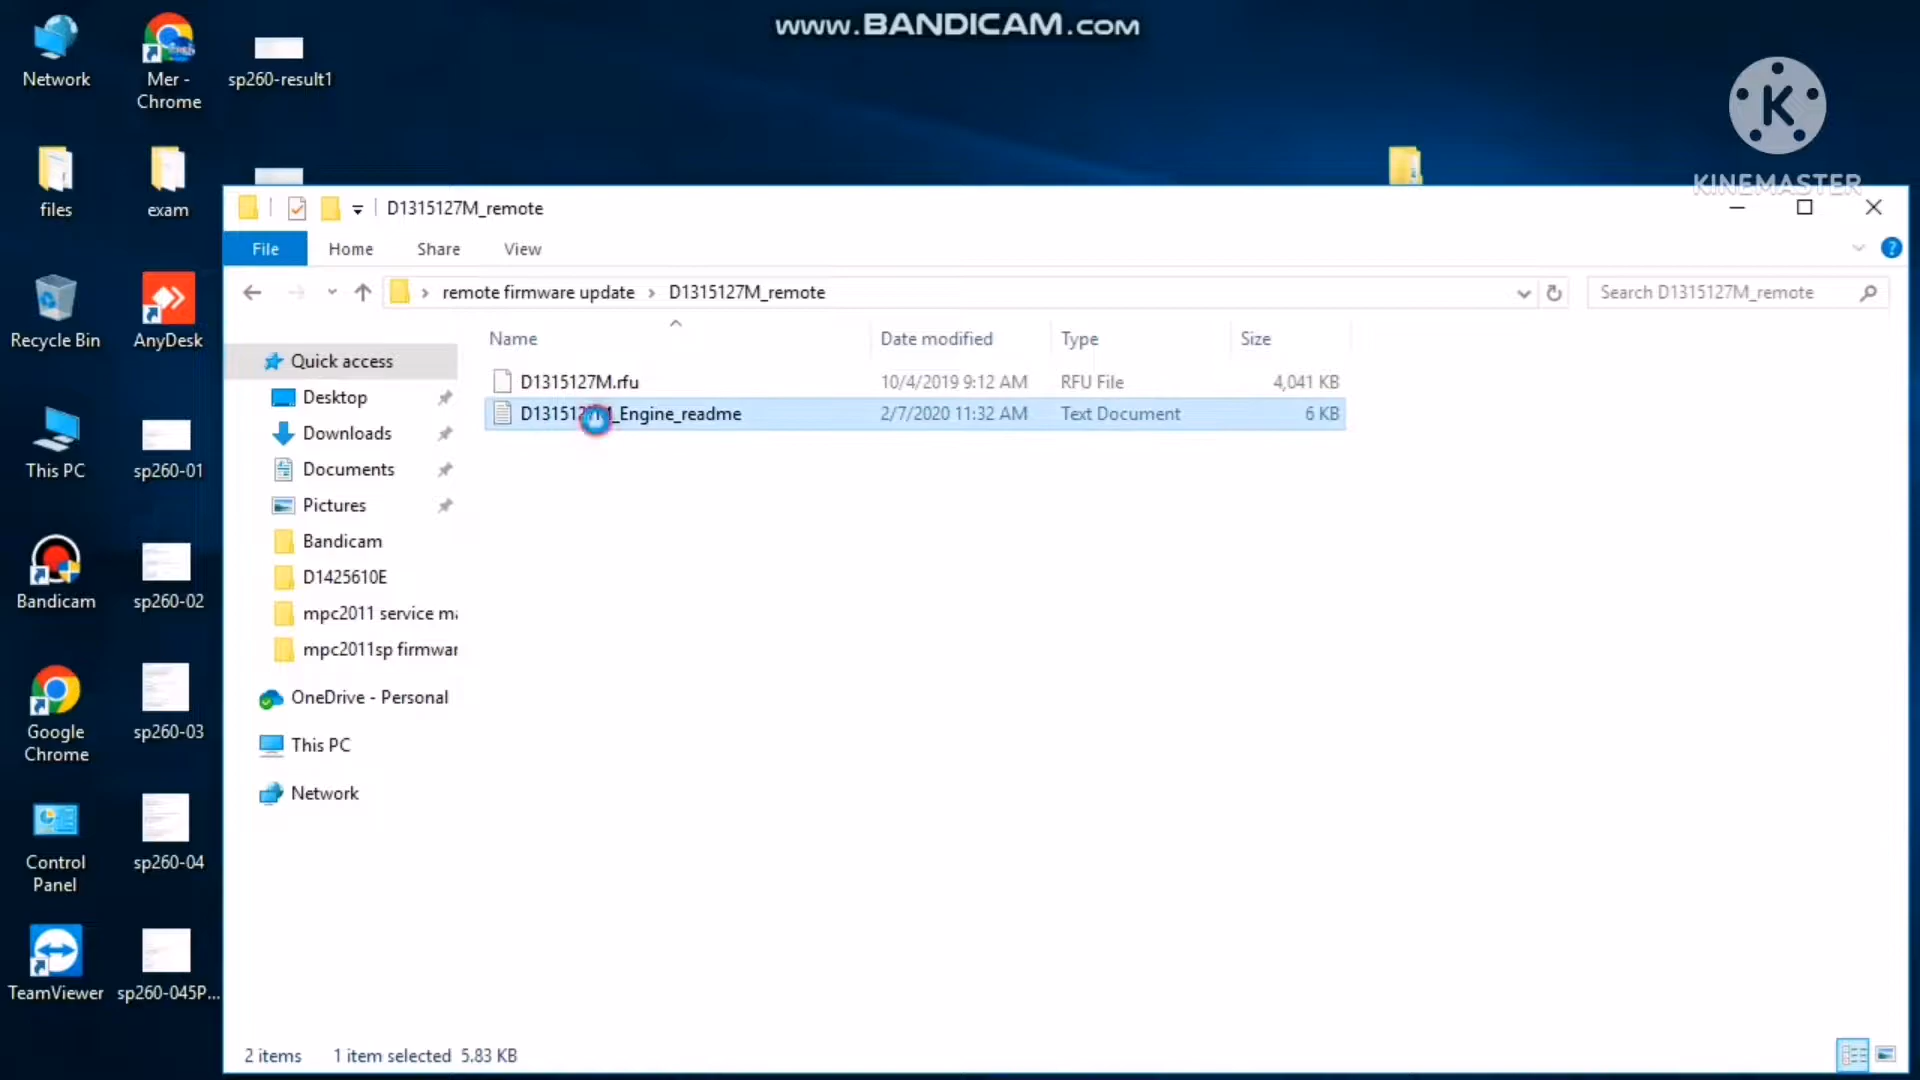 www.BANDICAM.com
Network
Mer -
Chrome
sp260-result1
K
KINEMASTER
files
exam
Recycle Bin
AnyDesk
This PC
sp260-01
Bandicam
sp260-02
Google
Chrome
sp260-03
Control
Panel
sp260-04
TeamViewer
sp260-045P...
D1315127M_remote
File
Home
Share
View
?
remote firmware update
D1315127M_remote
Search D1315127M_remote
Quick access
Desktop
Downloads
Documents
Pictures
Bandicam
D1425610E
mpc2011 service ma
mpc2011sp firmwar
OneDrive - Personal
This PC
Network
Name
Date modified
Type
Size
D1315127M.rfu
10/4/2019 9:12 AM
RFU File
4,041 KB
D1315127M_Engine_readme
2/7/2020 11:32 AM
Text Document
6 KB
2 items
1 item selected 5.83 KB